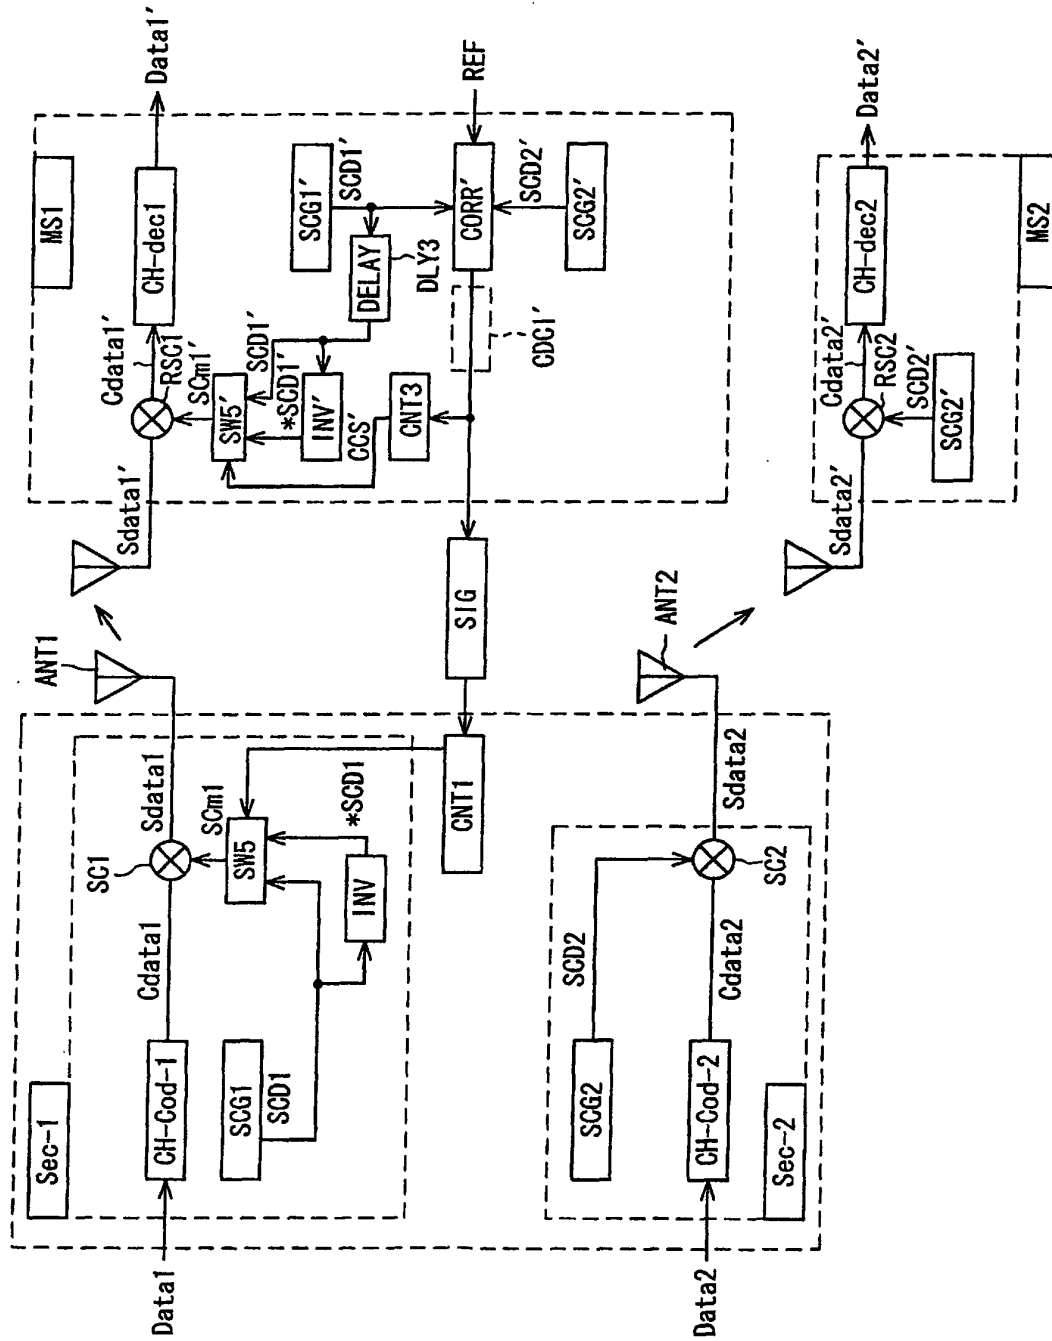 Data1
Sec-1
CH-Cod-1
Cdata1
SC1
Sdata1
ANT1
SCm1
SCG1
SCD1
SW5
*SCD1
INV
CNT1
SIG
Data2
Sec-2
SCG2
SCD2
CH-Cod-2
Cdata2
SC2
Sdata2
ANT2
MS1
Sdata1'
Cdata1'
RSC1
SCm1'
CH-dec1
Data1'
SW5'
SCD1'
*SCD1'
INV'
CCS'
CNT3
DELAY
DLY3
SCG1'
SCD1'
CORR'
REF
SCD2'
SCG2'
CDC1'
Sdata2'
Cdata2'
RSC2
SCD2'
SCG2'
CH-dec2
Data2'
MS2